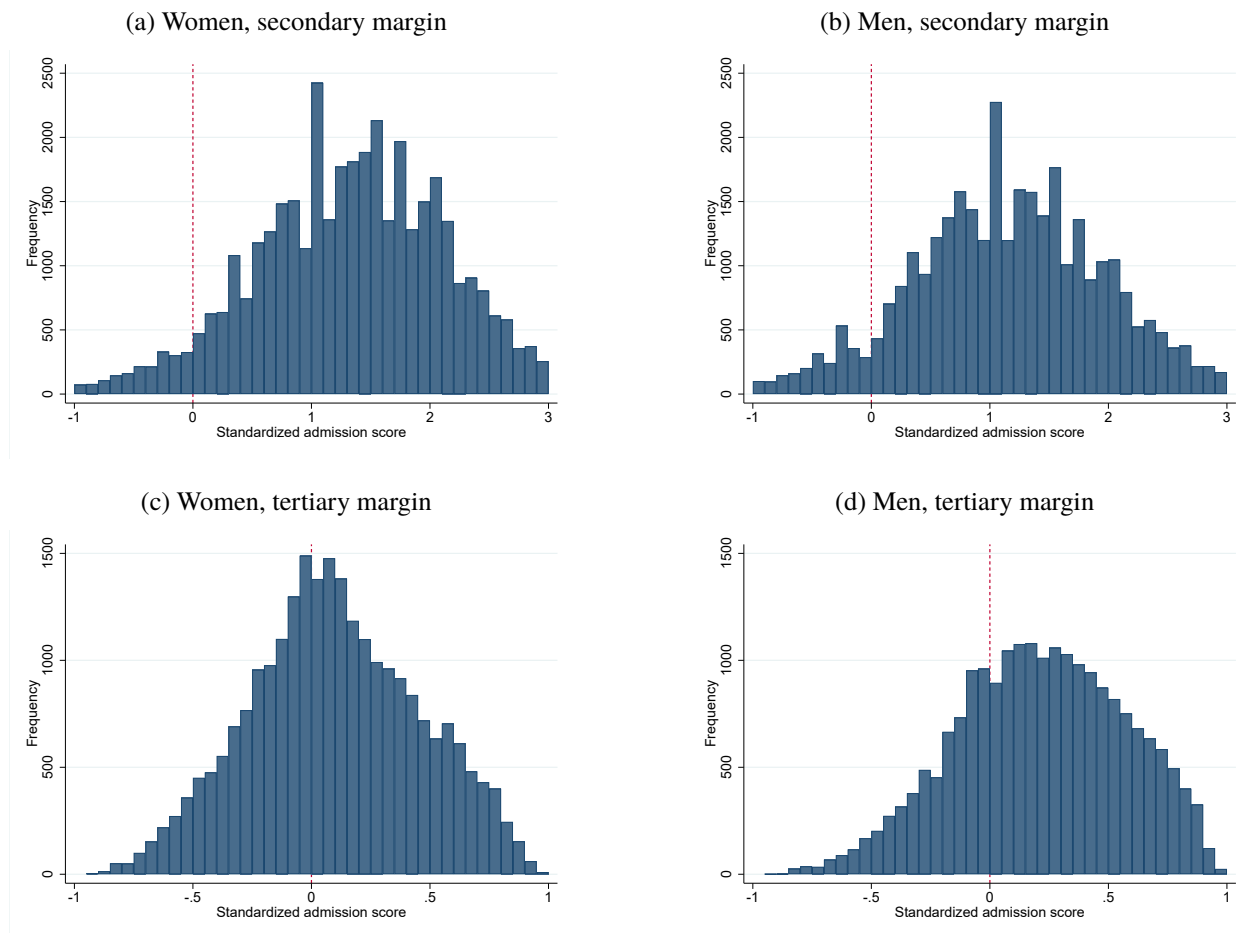 (a) Women, secondary margin
(b) Men, secondary margin
Frequency
0 500 1000 1500 2000 2500
-1 0 1 2 3
Standardized admission score
Frequency
0 500 1000 1500 2000 2500
-1 0 1 2 3
Standardized admission score
(c) Women, tertiary margin
(d) Men, tertiary margin
Frequency
0 500 1000 1500
-1 -.5 0 .5 1
Standardized admission score
Frequency
0 500 1000 1500
-1 -.5 0 .5 1
Standardized admission score